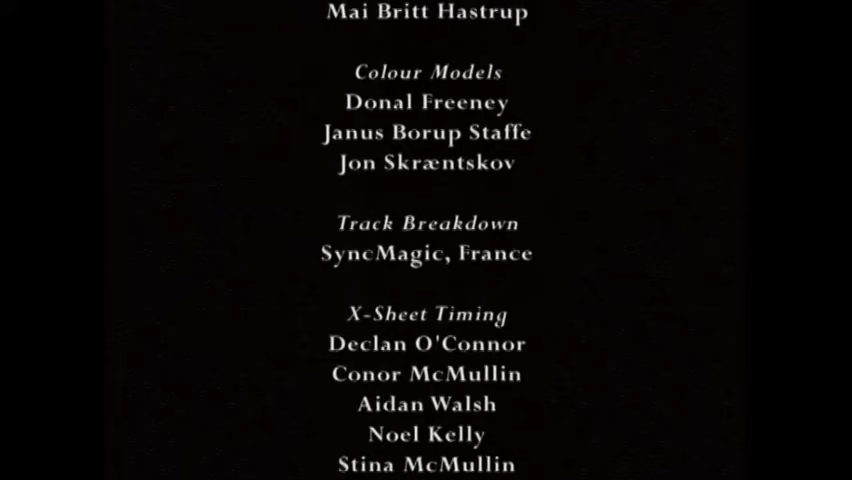 Mai Britt Hastrup
Colour Models
Donal Freeney
Janus Borup Staffe
Jon Skræntskov
Track Breakdown
SyncMagic, France
X-Sheet Timing
Declan O'Connor
Conor McMullin
Aidan Walsh
Noel Kelly
Stina McMullin